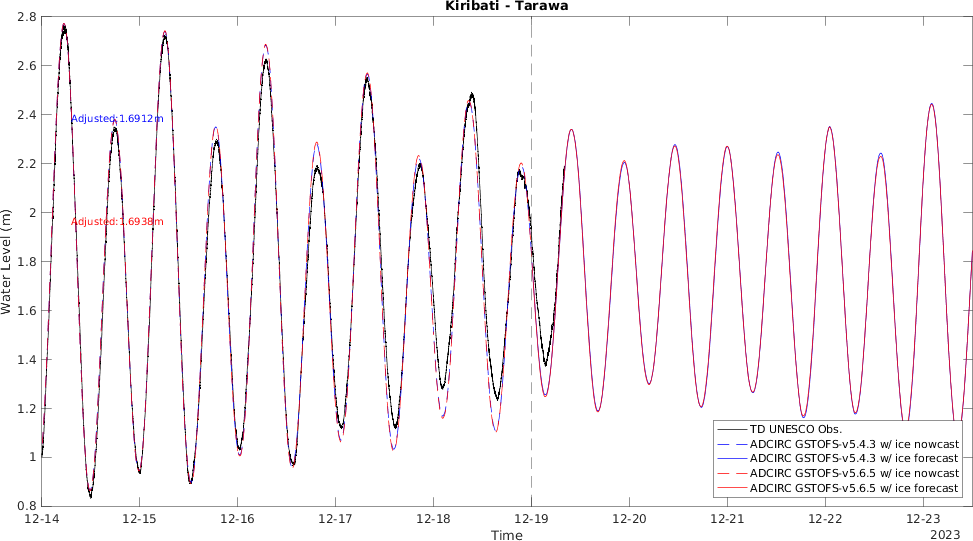 Kiribati - Tarawa
2.8
2.6
2.4
2.2
2
1.8
1.6
1.4
1.2
1
0.8
Water Level (m)
Adjusted:1.6912m
Adjusted:1.6938m
TD UNESCO Obs.
ADCIRC GSTOFS-v5.4.3 w/ ice nowcast
ADCIRC GSTOFS-v5.4.3 w/ ice forecast
ADCIRC GSTOFS-v5.6.5 w/ ice nowcast
ADCIRC GSTOFS-v5.6.5 w/ ice forecast
12-14 12-15 12-16 12-17 12-18 12-19 12-20 12-21 12-22 12-23
Time
2023